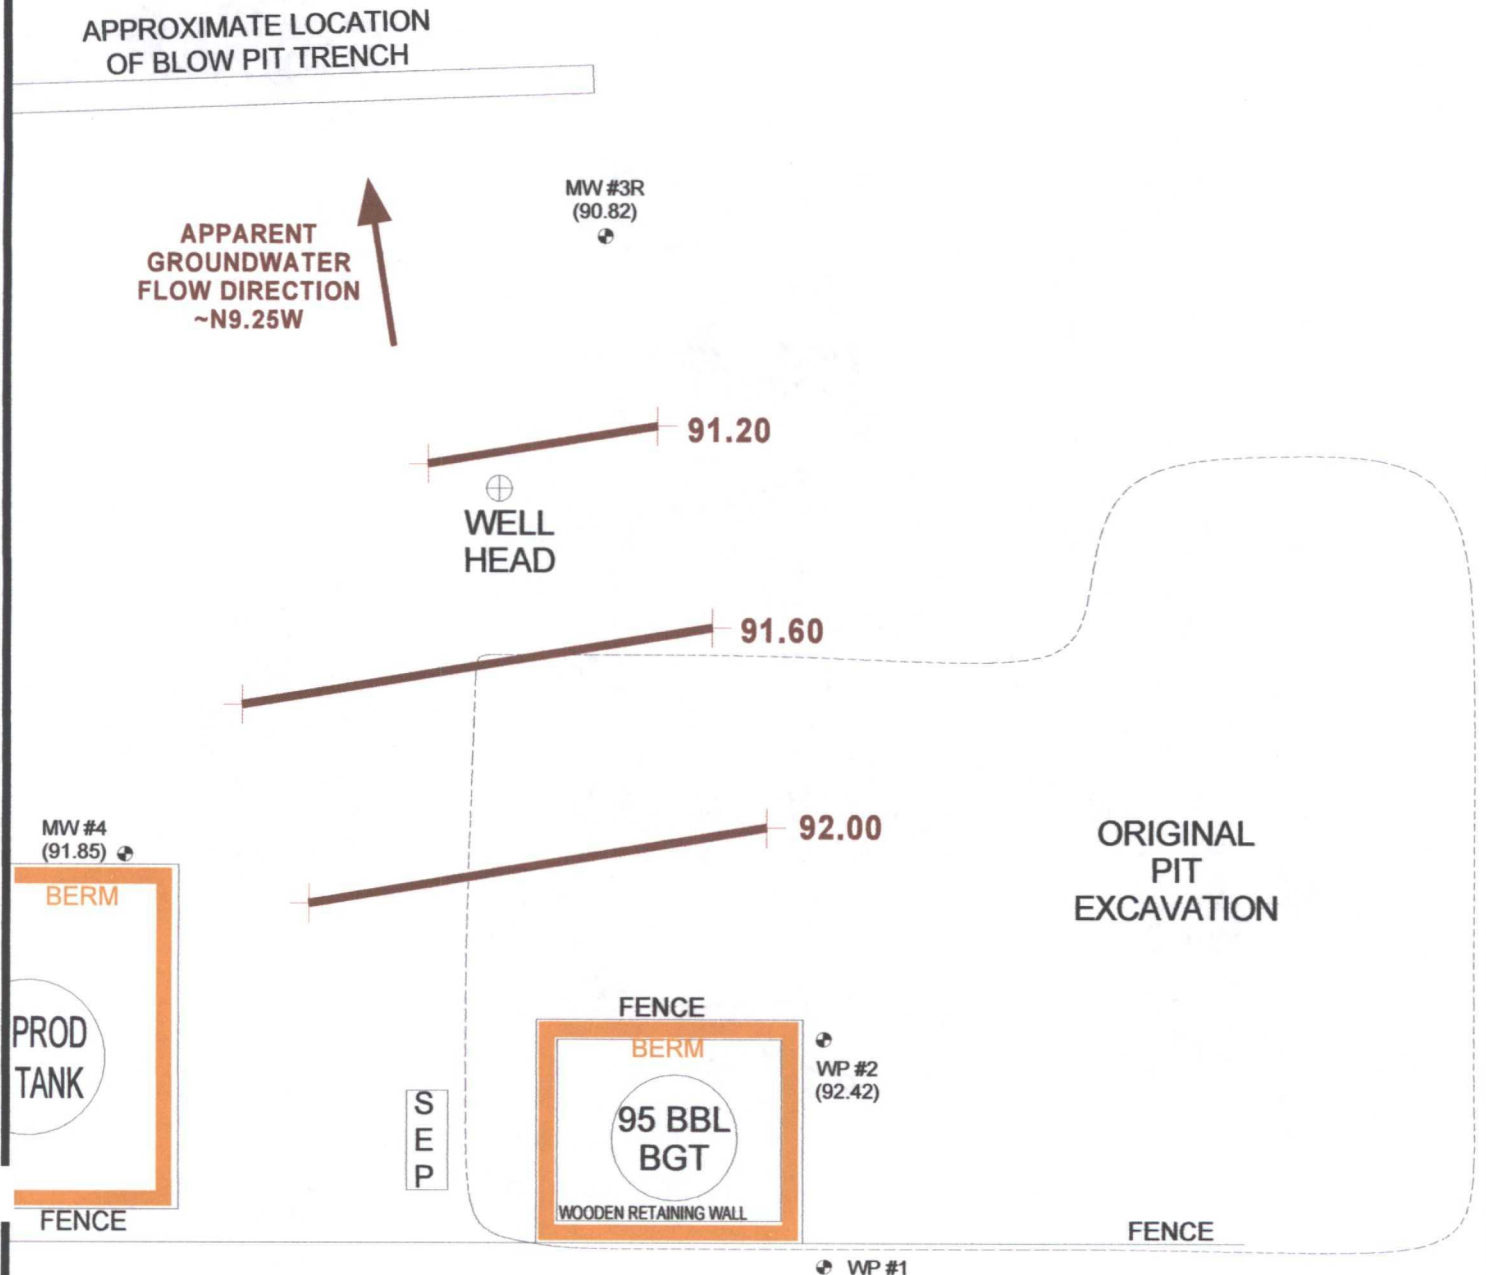 APPROXIMATE LOCATION
OF BLOW PIT TRENCH
MW #3R
(90.82)
APPARENT
GROUNDWATER
FLOW DIRECTION
~N9.25W
91.20
WELL
HEAD
91.60
MW #4
(91.85)
92.00
BERM
ORIGINAL
PIT
EXCAVATION
PROD
TANK
FENCE
BERM
WP #2
(92.42)
S
E
P
95 BBL
BGT
WOODEN RETAINING WALL
FENCE
FENCE
WP #1